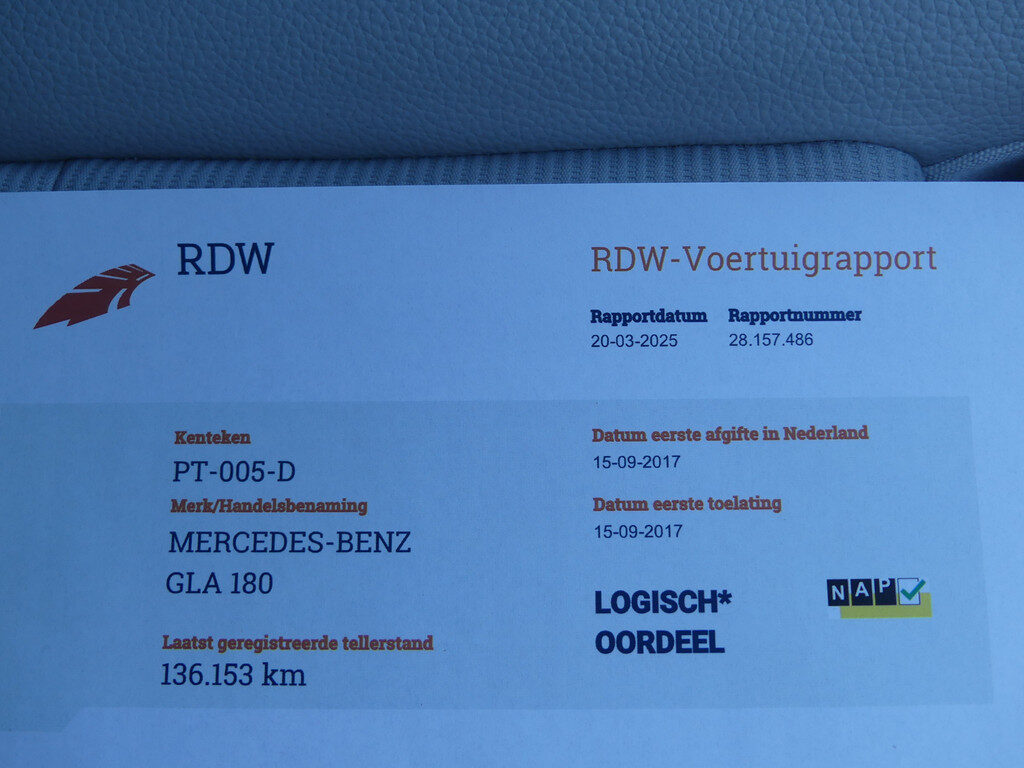 RDW
RDW-Voertuigrapport
Rapportdatum Rapportnummer
20-03-2025 28.157.486
Kenteken
PT-005-D
Merk/Handelsbenaming
MERCEDES-BENZ
GLA 180
Laatst geregistreerde tellerstand
136.153 km
Datum eerste afgifte in Nederland
15-09-2017
Datum eerste toelating
15-09-2017
LOGISCH*
OORDEEL
NAP